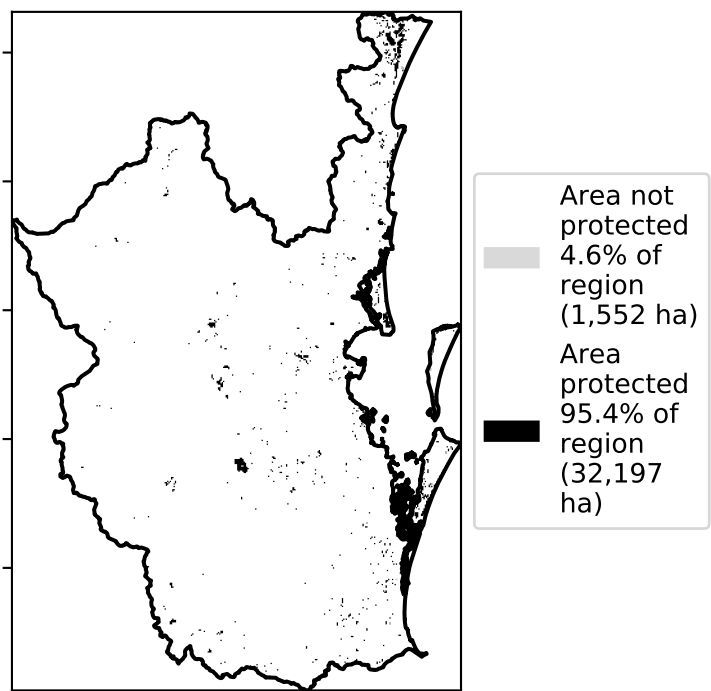 Area not
protected
4.6% of
region
(1,552 ha)
Area
protected
95.4% of
region
(32,197
ha)